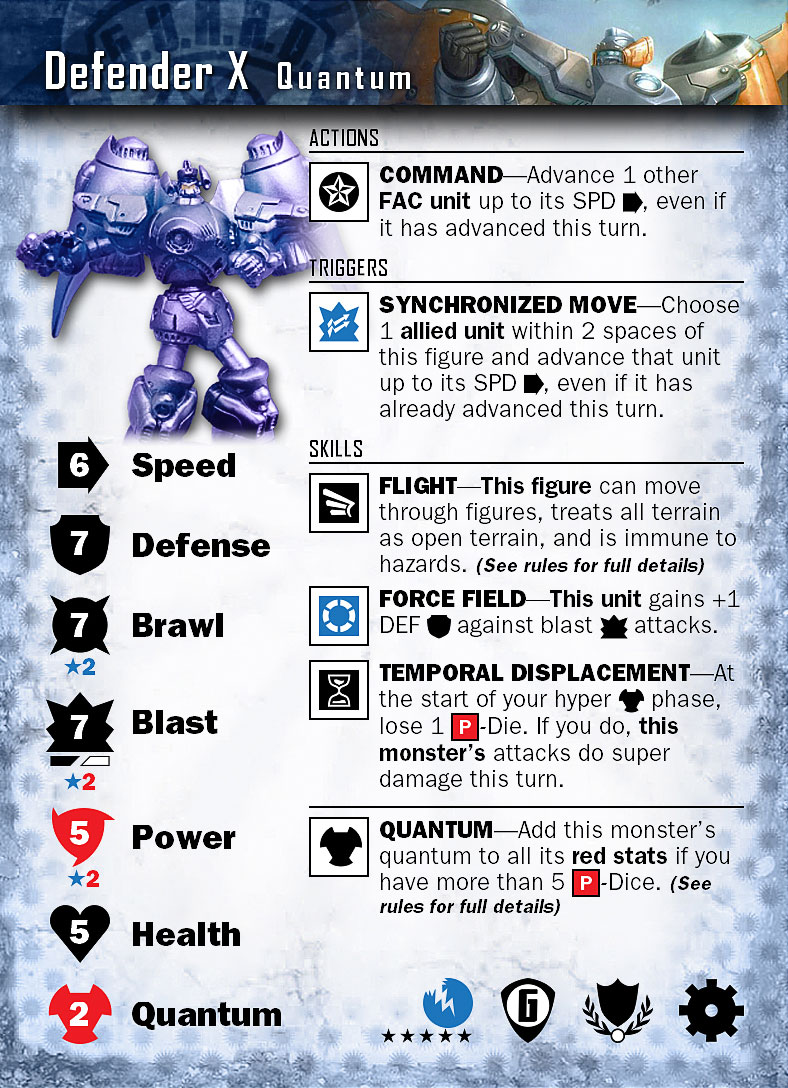 Defender X Quantum
ACTIONS
COMMAND—Advance 1 other
FAC unit up to its SPD , even if
it has advanced this turn.
TRIGGERS
SYNCHRONIZED MOVE—Choose
1 allied unit within 2 spaces of
this figure and advance that unit
up to its SPD , even if it has
already advanced this turn.
SKILLS
FLIGHT—This figure can move
through figures, treats all terrain
as open terrain, and is immune to
hazards. (See rules for full details)
FORCE FIELD—This unit gains +1
DEF against blast attacks.
TEMPORAL DISPLACEMENT—At
the start of your hyper phase,
lose 1 P-Die. If you do, this
monster's attacks do super
damage this turn.
QUANTUM—Add this monster's
quantum to all its red stats if you
have more than 5 P-Dice. (See
rules for full details)
6 Speed
7 Defense
7 Brawl
★2
7 Blast
★2
5 Power
★2
5 Health
2 Quantum
★★★★★
G